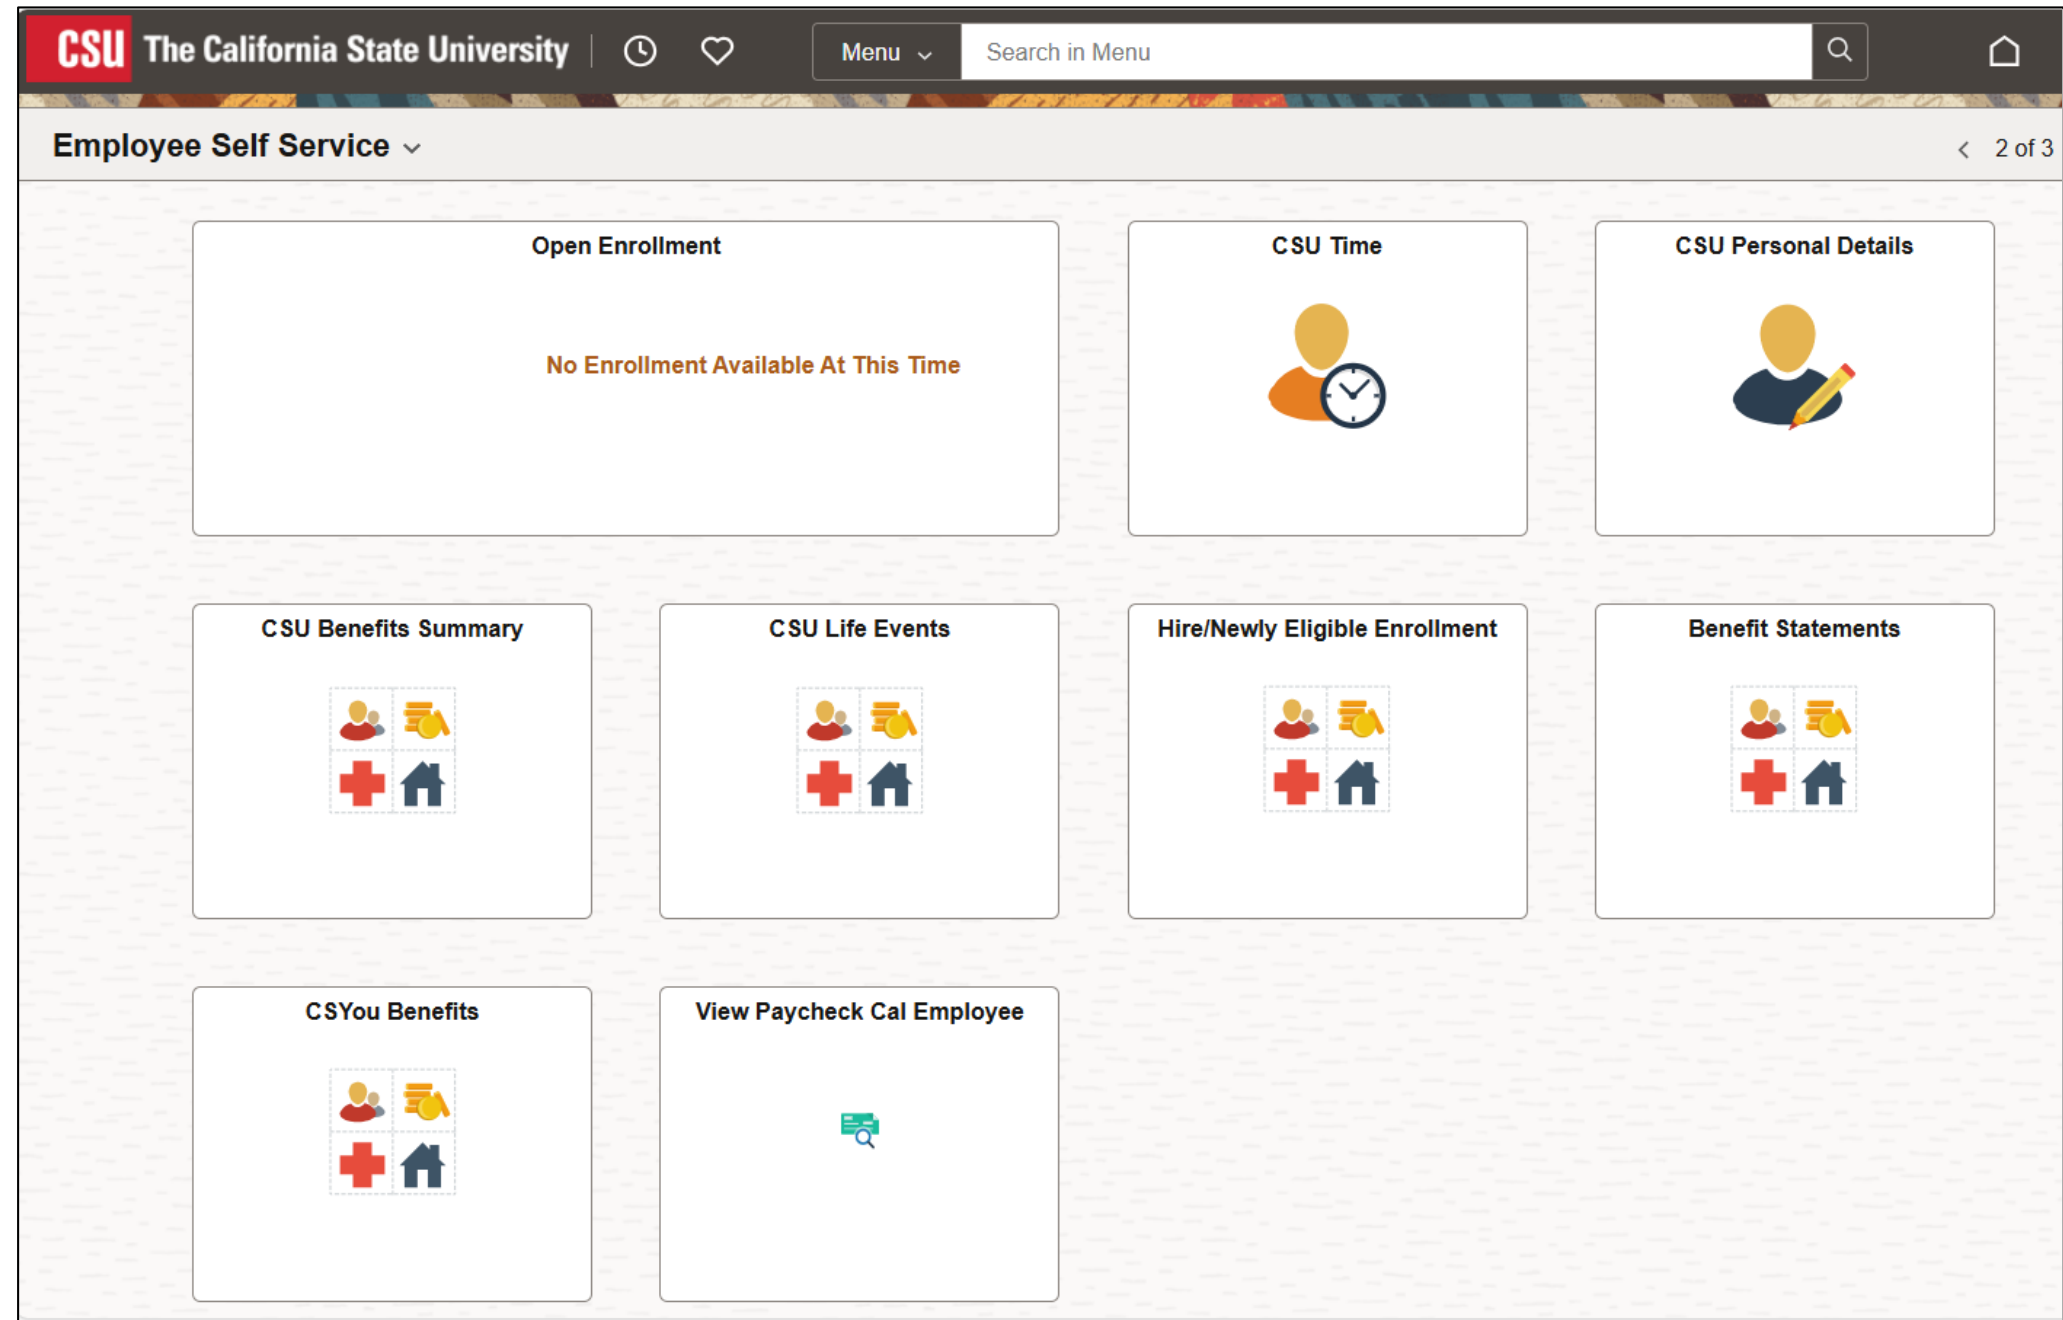 CSU The California State University
Menu
Search in Menu
Employee Self Service
2 of 3
Open Enrollment
No Enrollment Available At This Time
CSU Time
CSU Personal Details
CSU Benefits Summary
CSU Life Events
Hire/Newly Eligible Enrollment
Benefit Statements
CSYou Benefits
View Paycheck Cal Employee